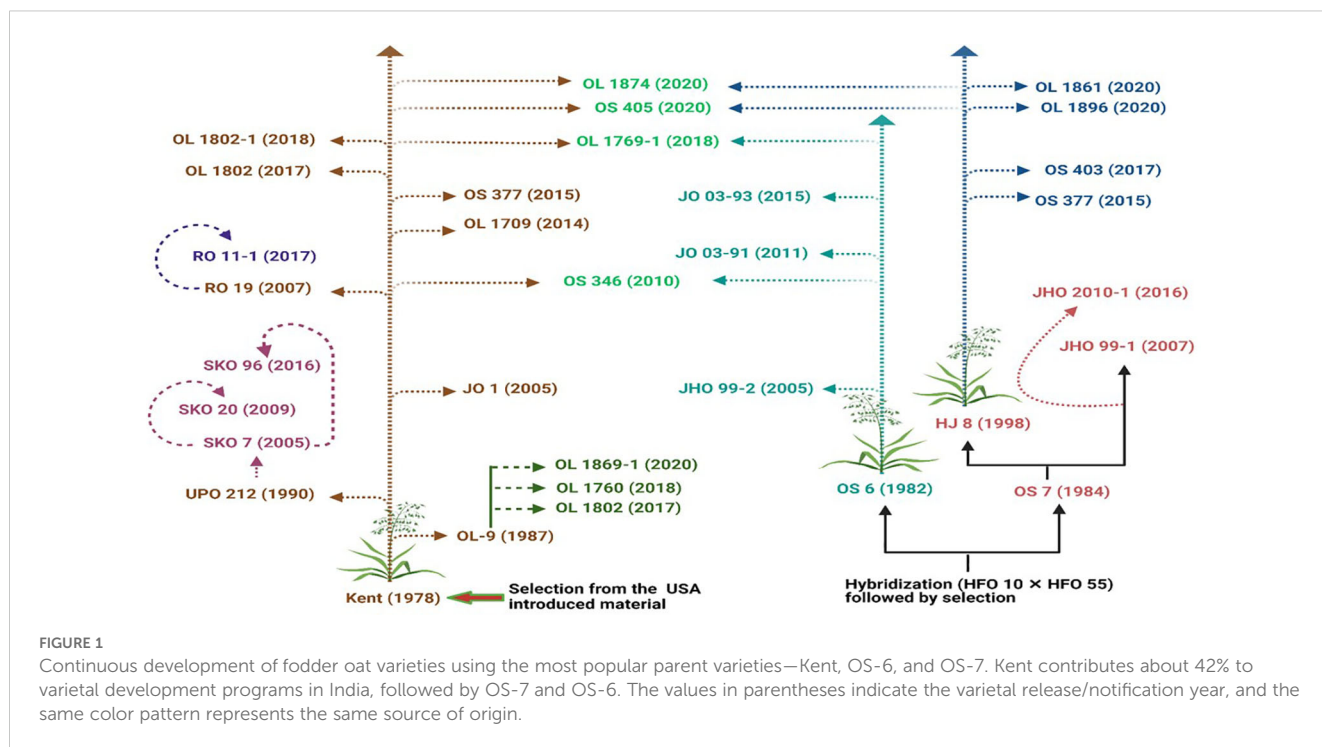 OL 1874 (2020)
OL 1861 (2020)
OS 405 (2020)
OL 1896 (2020)
OL 1802-1 (2018)
OL 1769-1 (2018)
OL 1802 (2017)
OS 403 (2017)
OS 377 (2015)
JO 03-93 (2015)
OS 377 (2015)
OL 1709 (2014)
RO 11-1 (2017)
JO 03-91 (2011)
RO 19 (2007)
OS 346 (2010)
JHO 2010-1 (2016)
SKO 96 (2016)
JHO 99-1 (2007)
JO 1 (2005)
JHO 99-2 (2005)
SKO 20 (2009)
HJ 8 (1998)
SKO 7 (2005)
OL 1869-1 (2020)
UPO 212 (1990)
OL 1760 (2018)
OS 6 (1982)
OS 7 (1984)
OL 1802 (2017)
OL-9 (1987)
Kent (1978)
Selection from the USA
introduced material
Hybridization (HFO 10 × HFO 55)
followed by selection
FIGURE 1
Continuous development of fodder oat varieties using the most popular parent varieties—Kent, OS-6, and OS-7. Kent contributes about 42% to
varietal development programs in India, followed by OS-7 and OS-6. The values in parentheses indicate the varietal release/notification year, and the
same color pattern represents the same source of origin.